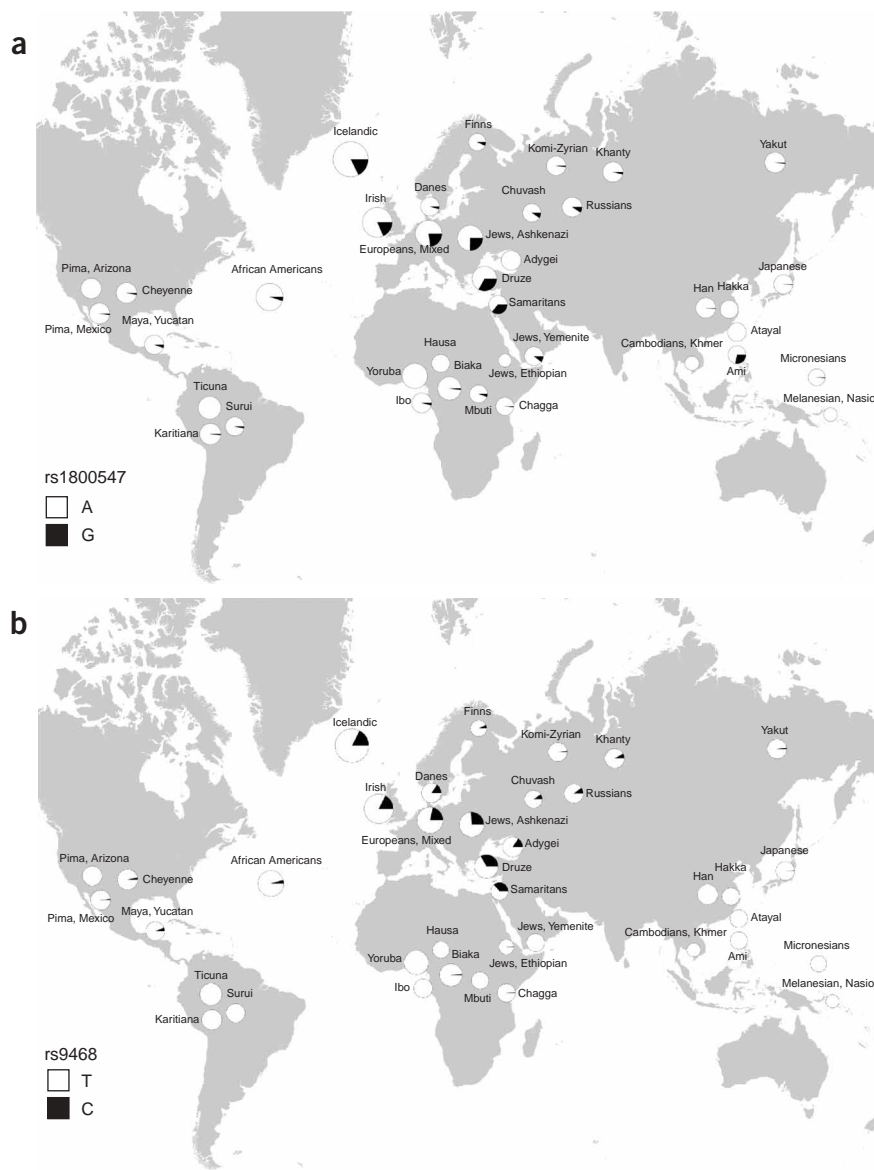 a
Icelandic
Finns
Komi-Zyrian
Khanty
Yakut
Irish
Danes
Chuvash
Russians
Europeans, Mixed
Jews, Ashkenazi
Adygei
Druze
Samaritans
Pima, Arizona
Cheyenne
African Americans
Pima, Mexico
Maya, Yucatan
Japanese
Han
Hakka
Atayal
Cambodians, Khmer
Ami
Micronesians
Melanesian, Nasio
Hausa
Jews, Yemenite
Yoruba
Biaka
Jews, Ethiopian
Ibo
Mbuti
Chagga
Ticuna
Surui
Karitiana
rs1800547
A
G
b
Icelandic
Finns
Komi-Zyrian
Khanty
Yakut
Irish
Danes
Chuvash
Russians
Europeans, Mixed
Jews, Ashkenazi
Adygei
Druze
Samaritans
Pima, Arizona
Cheyenne
African Americans
Pima, Mexico
Maya, Yucatan
Japanese
Han
Hakka
Atayal
Cambodians, Khmer
Ami
Micronesians
Melanesian, Nasio
Hausa
Jews, Yemenite
Yoruba
Biaka
Jews, Ethiopian
Ibo
Mbuti
Chagga
Ticuna
Surui
Karitiana
rs9468
T
C